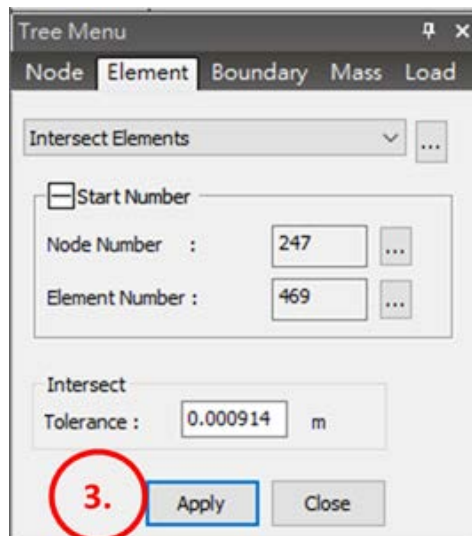 Tree Menu
Node Element Boundary Mass Load
Intersect Elements ...
Start Number
Node Number : 247 ...
Element Number : 469 ...
Intersect
Tolerance : 0.000914 m
3. Apply Close